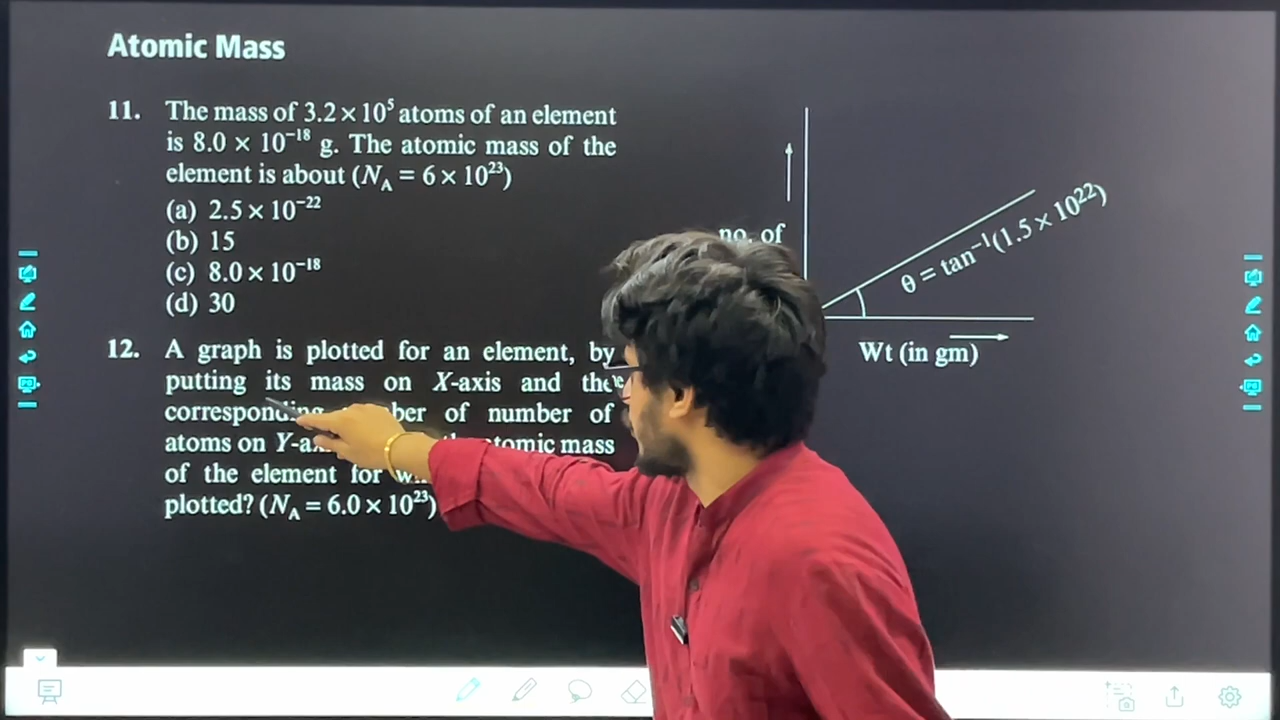 Atomic Mass
11. The mass of 3.2 × 10⁵ atoms of an element
is 8.0 × 10⁻¹⁸ g. The atomic mass of the
element is about (N_A = 6 × 10²³)
(a) 2.5 × 10⁻²²
(b) 15
(c) 8.0 × 10⁻¹⁸
(d) 30
12. A graph is plotted for an element, by
putting its mass on X-axis and the
corresponding number of number of
atoms on Y-axis atomic mass
of the element for
plotted? (N_A = 6.0 × 10²³)
no. of
θ = tan⁻¹(1.5 × 10²²)
Wt (in gm)